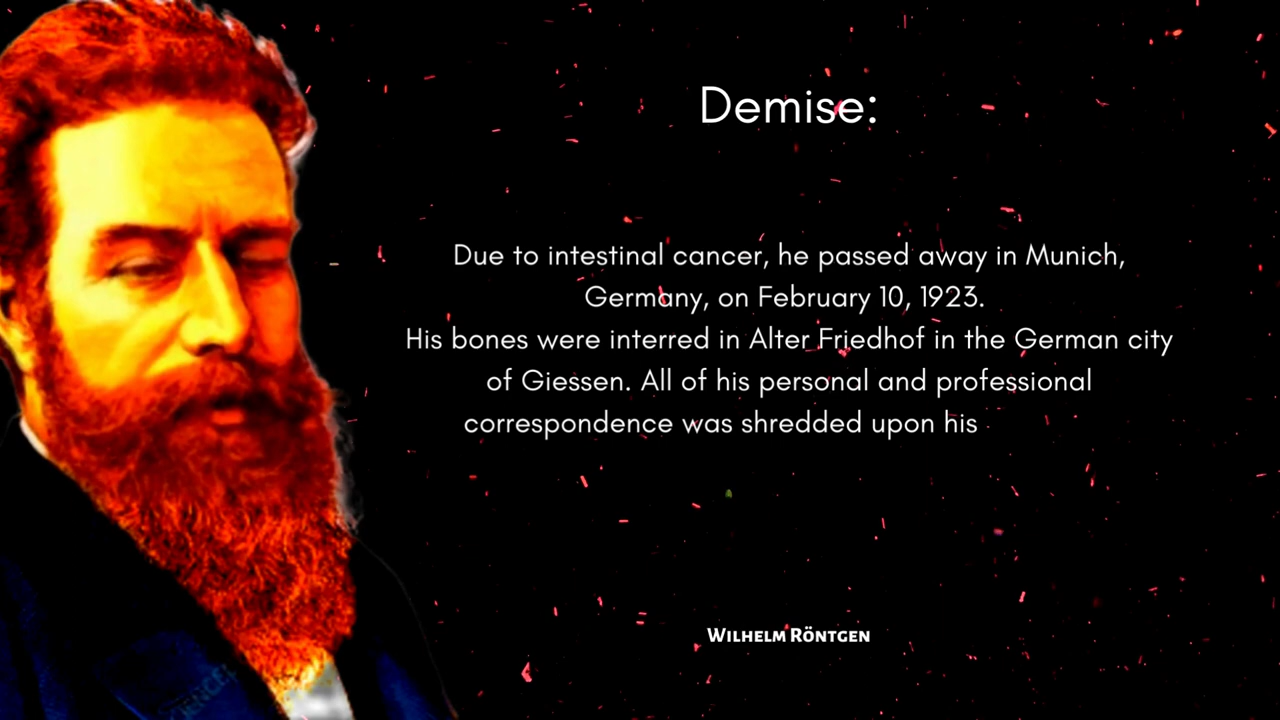 Demise:
Due to intestinal cancer, he passed away in Munich,
Germany, on February 10, 1923.
His bones were interred in Alter Friedhof in the German city
of Giessen. All of his personal and professional
correspondence was shredded upon his
Wilhelm Röntgen